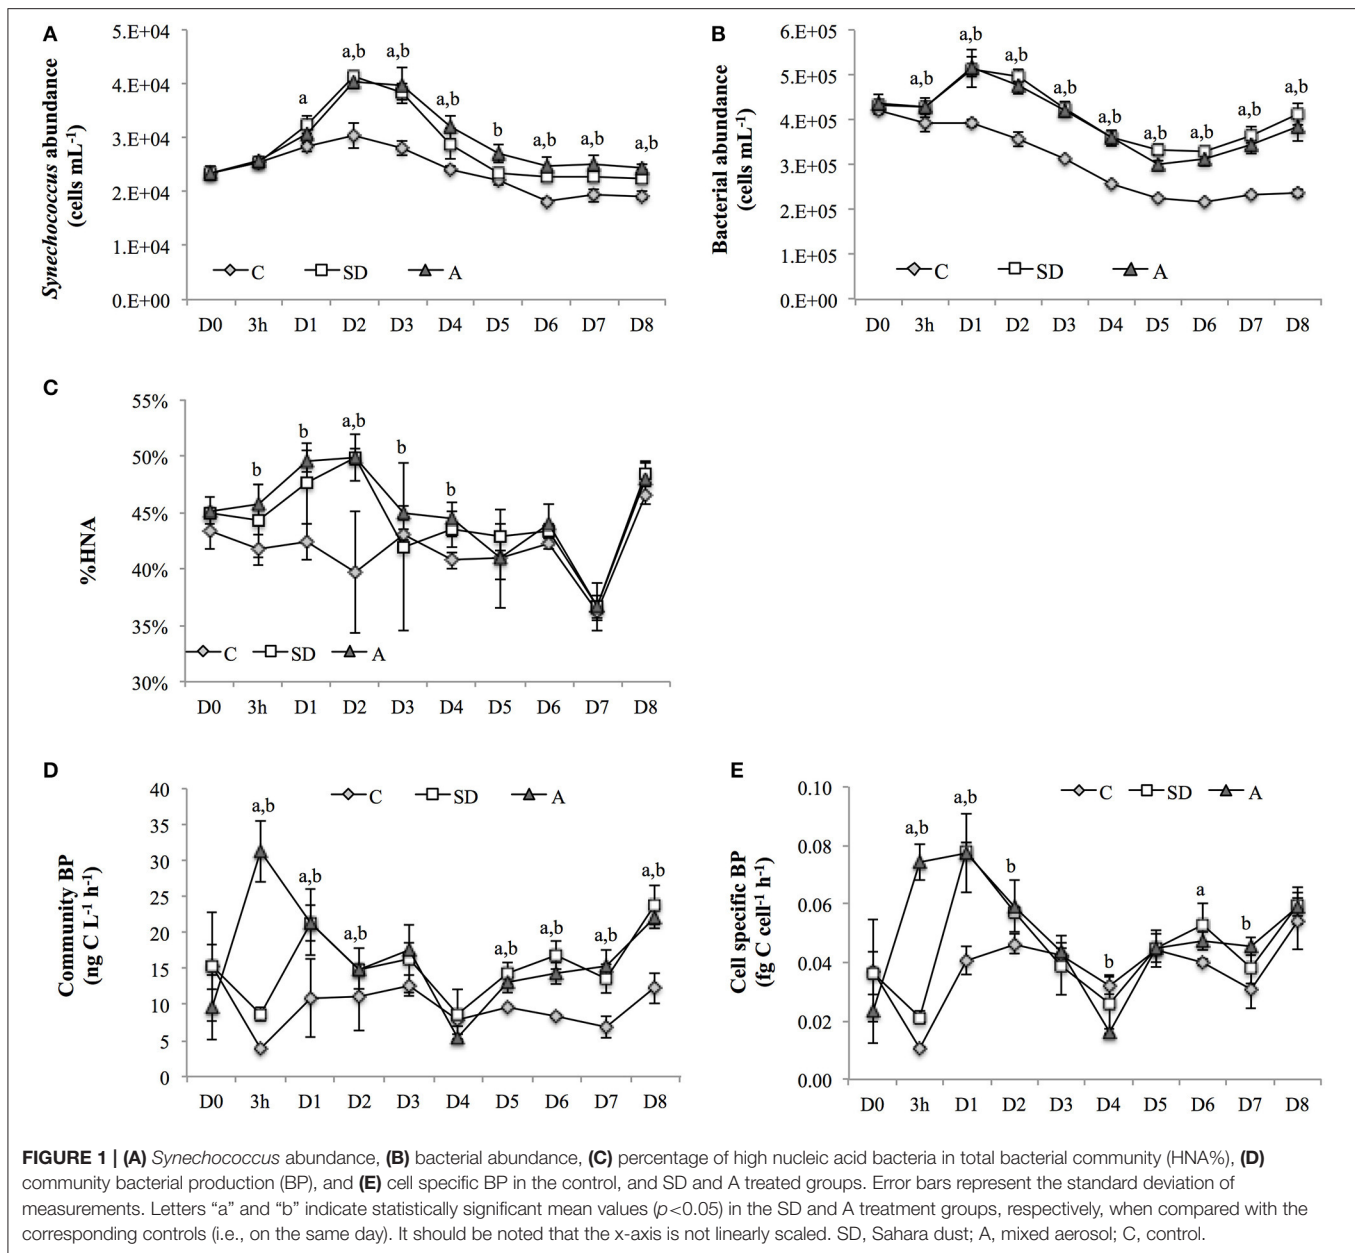 A
Synechococcus abundance
(cells mL-1)
5.E+04
4.E+04
3.E+04
2.E+04
1.E+04
0.E+00
a
a,b
a,b
a,b
b
a,b
a,b
a,b
C
SD
A
D0
3h
D1
D2
D3
D4
D5
D6
D7
D8
B
Bacterial abundance
(cells mL-1)
6.E+05
5.E+05
4.E+05
3.E+05
2.E+05
1.E+05
0.E+00
a,b
a,b
a,b
a,b
a,b
a,b
a,b
a,b
a,b
C
SD
A
D0
3h
D1
D2
D3
D4
D5
D6
D7
D8
C
%HNA
55%
50%
45%
40%
35%
30%
b
b
a,b
b
b
C
SD
A
D0
3h
D1
D2
D3
D4
D5
D6
D7
D8
D
Community BP
(ng C L-1 h-1)
40
35
30
25
20
15
10
5
0
C
SD
A
a,b
a,b
a,b
a,b
a,b
a,b
a,b
D0
3h
D1
D2
D3
D4
D5
D6
D7
D8
E
Cell specific BP
(fg C cell-1 h-1)
0.10
0.08
0.06
0.04
0.02
0.00
C
SD
A
a,b
a,b
b
b
a
b
D0
3h
D1
D2
D3
D4
D5
D6
D7
D8
FIGURE 1 | (A) Synechococcus abundance, (B) bacterial abundance, (C) percentage of high nucleic acid bacteria in total bacterial community (HNA%), (D)
community bacterial production (BP), and (E) cell specific BP in the control, and SD and A treated groups. Error bars represent the standard deviation of
measurements. Letters “a” and “b” indicate statistically significant mean values (p<0.05) in the SD and A treatment groups, respectively, when compared with the
corresponding controls (i.e., on the same day). It should be noted that the x-axis is not linearly scaled. SD, Sahara dust; A, mixed aerosol; C, control.